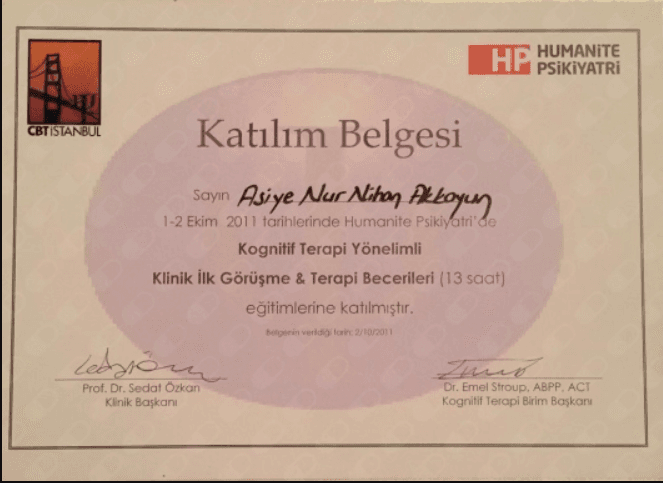 HP HUMANİTE
PSİKİYATRİ
CBTISTANBUL
Katılım Belgesi
Sayın Asiye Nur Nihan Akkoyun
1-2 Ekim 2011 tarihlerinde Humanite Psikiyatri'de
Kognitif Terapi Yönelimli
Klinik İlk Görüşme & Terapi Becerileri (13 saat)
eğitimlerine katılmıştır.
Belgenin verildiği tarih: 2/10/2011
Prof. Dr. Sedat Özkan
Klinik Başkanı
Dr. Emel Stroup, ABPP, ACT
Kognitif Terapi Birim Başkanı